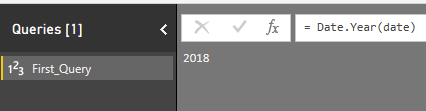 Queries [1]
fx = Date.Year(date)
1²3 First_Query
2018